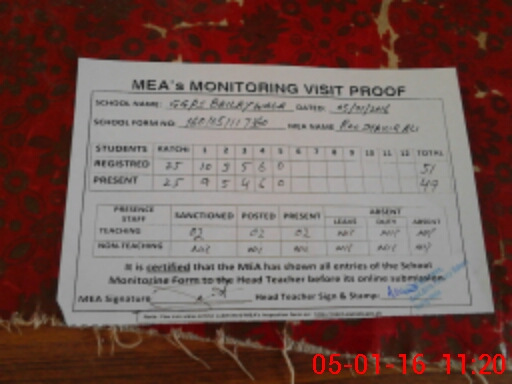 MEA's MONITORING VISIT PROOF
SCHOOL NAME: GGPS DATED: 05/01/2016
SCHOOL FORM NO: MEA NAME
STUDENTS KATCHI 1 2 3 4 5 6 7 8 9 10 11 12 TOTAL
REGISTRED 25 10 5 5 6 0 51
PRESENT 25 9 5 4 6 0 49
PRESENCE STAFF SANCTIONED POSTED PRESENT ABSENT
LEAVE DUTY ABSENT
TEACHING 02 02 02 Nil Nil Nil
NON-TEACHING Nil Nil Nil Nil Nil Nil
It is certified that the MEA has shown all entries of the School
Monitoring Form to the Head Teacher before its online submission.
MEA Signature Head Teacher Sign & Stamp:
05-01-16 11:20